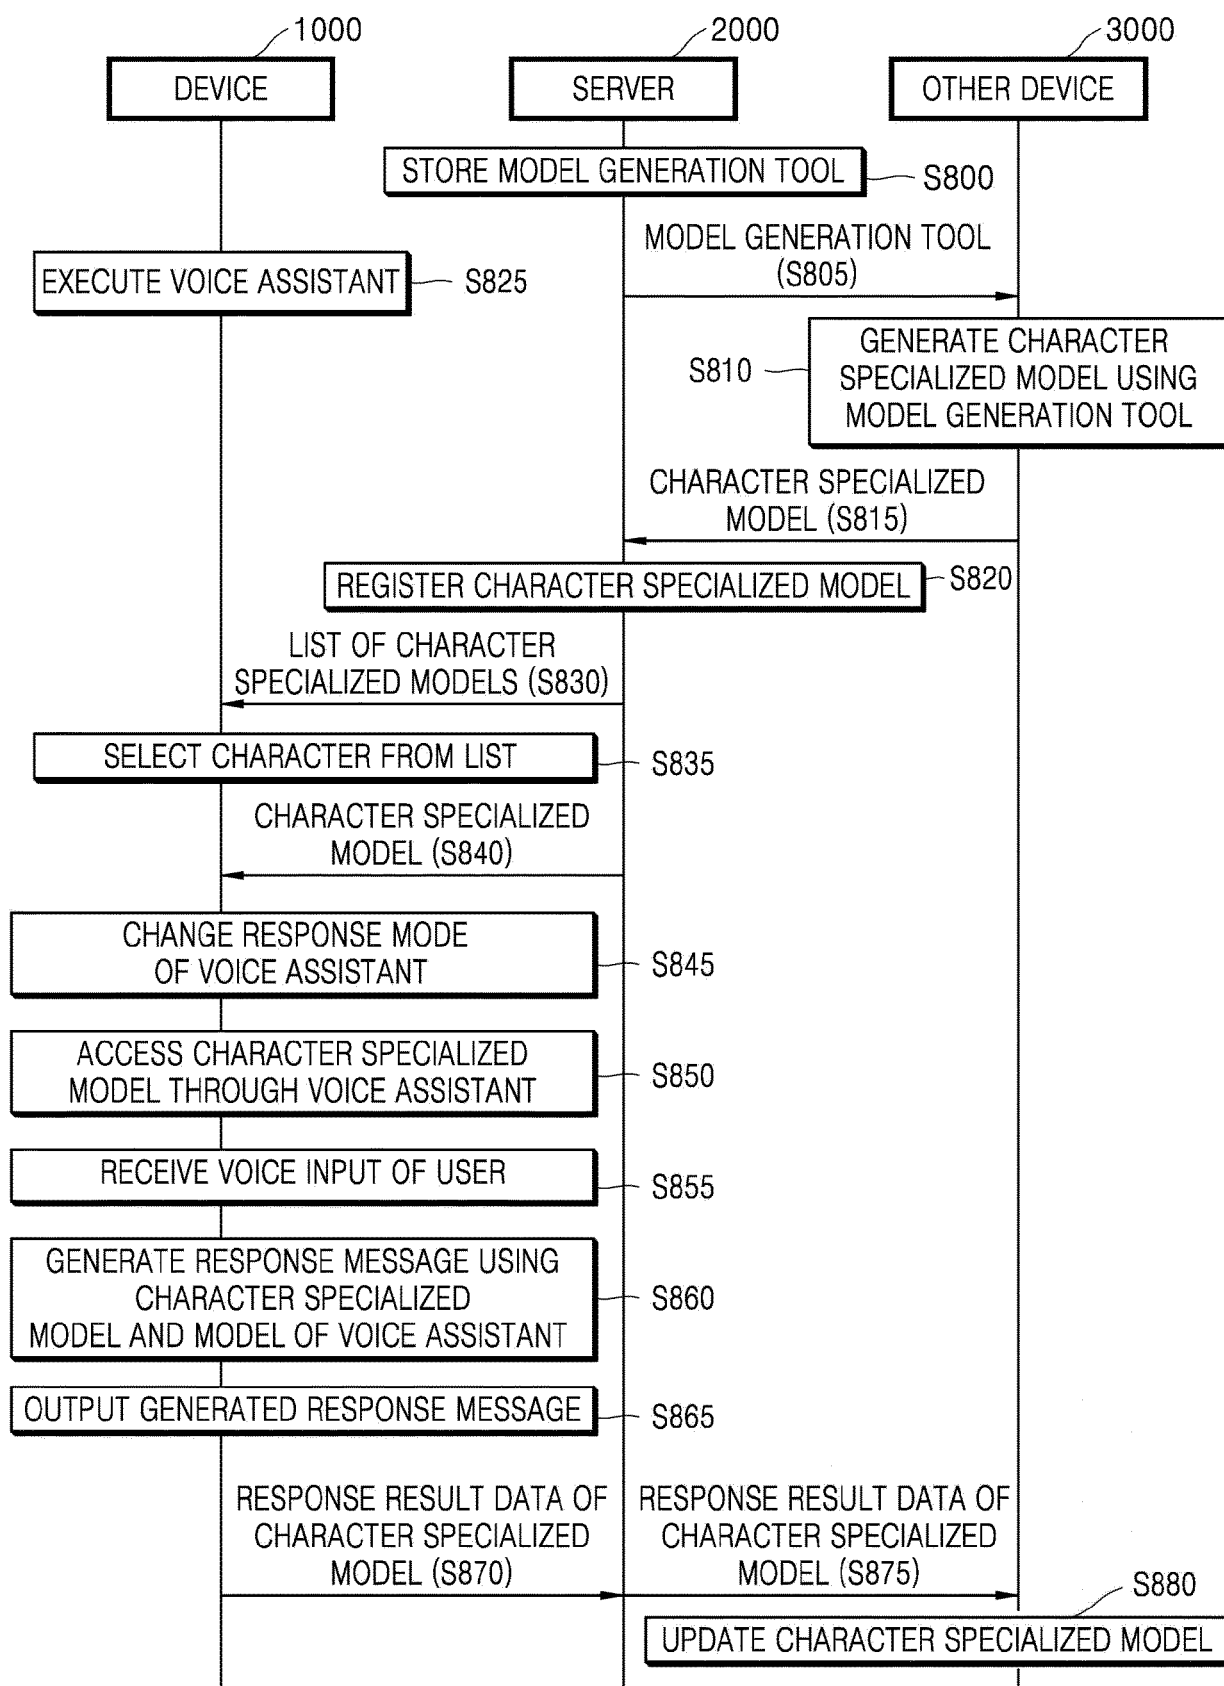 1000
2000
3000
DEVICE
SERVER
OTHER DEVICE
STORE MODEL GENERATION TOOL
S800
MODEL GENERATION TOOL
(S805)
EXECUTE VOICE ASSISTANT
S825
GENERATE CHARACTER
SPECIALIZED MODEL USING
MODEL GENERATION TOOL
S810
CHARACTER SPECIALIZED
MODEL (S815)
REGISTER CHARACTER SPECIALIZED MODEL
S820
LIST OF CHARACTER
SPECIALIZED MODELS (S830)
SELECT CHARACTER FROM LIST
S835
CHARACTER SPECIALIZED
MODEL (S840)
CHANGE RESPONSE MODE
OF VOICE ASSISTANT
S845
ACCESS CHARACTER SPECIALIZED
MODEL THROUGH VOICE ASSISTANT
S850
RECEIVE VOICE INPUT OF USER
S855
GENERATE RESPONSE MESSAGE USING
CHARACTER SPECIALIZED
MODEL AND MODEL OF VOICE ASSISTANT
S860
OUTPUT GENERATED RESPONSE MESSAGE
S865
RESPONSE RESULT DATA OF
CHARACTER SPECIALIZED
MODEL (S870)
RESPONSE RESULT DATA OF
CHARACTER SPECIALIZED
MODEL (S875)
S880
UPDATE CHARACTER SPECIALIZED MODEL